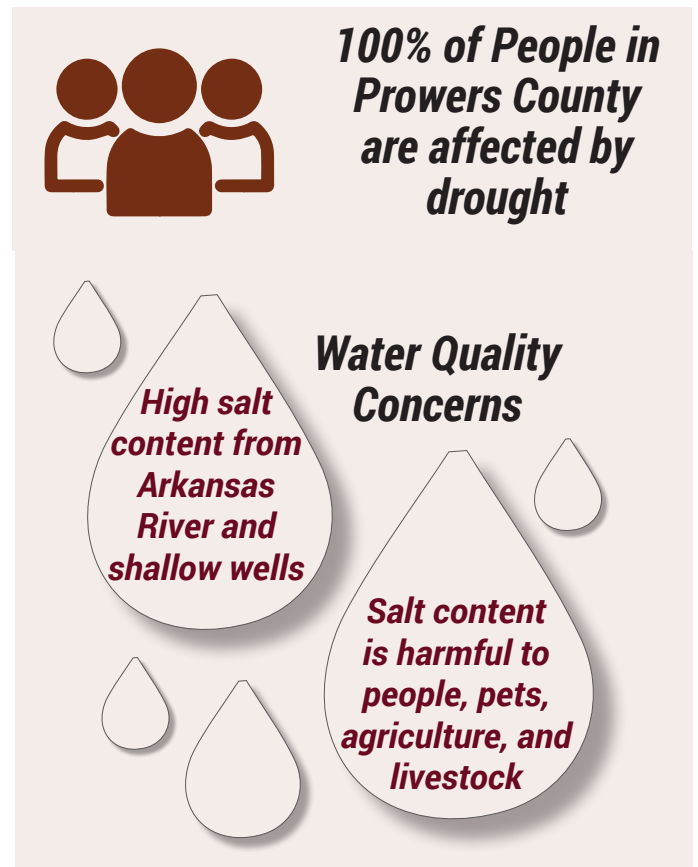 100% of People in
Prowers County
are affected by
drought
Water Quality
Concerns
High salt
content from
Arkansas
River and
shallow wells
Salt content
is harmful to
people, pets,
agriculture, and
livestock